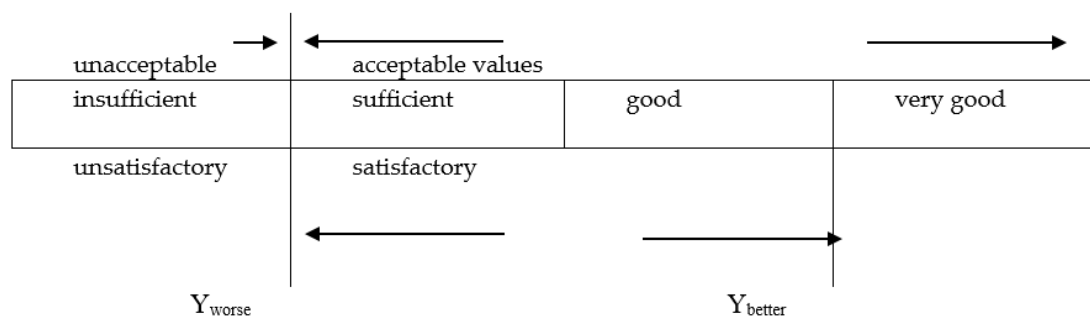 unacceptable acceptable values
insufficient sufficient good very good
unsatisfactory satisfactory
Yworse Ybetter